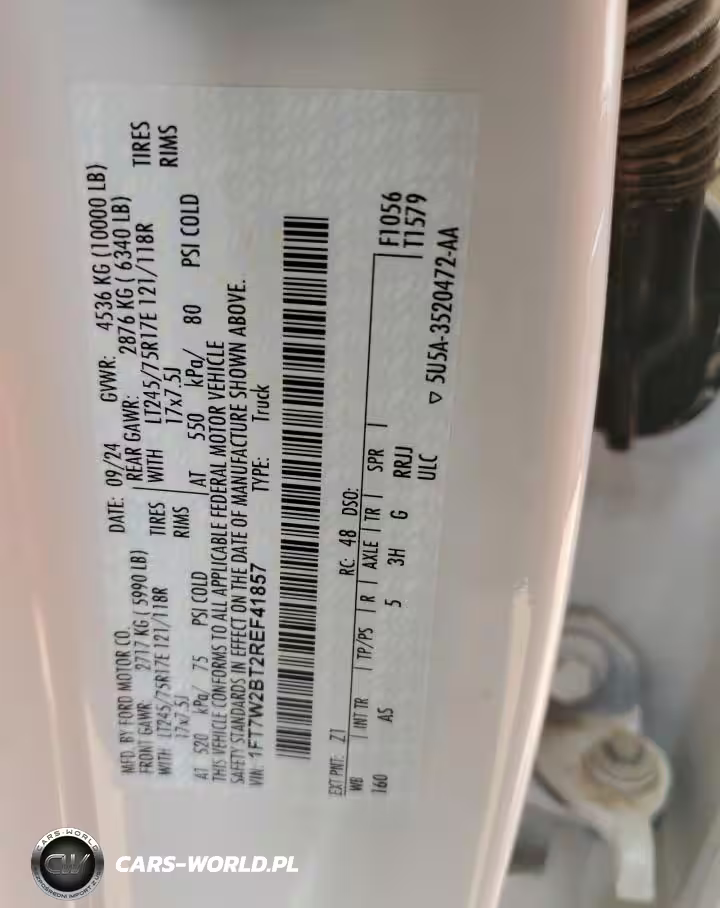 MFD. BY FORD MOTOR CO.
DATE: 09/24 GVWR: 4536 KG (10000 LB)
FRONT GAWR: 2717 KG ( 5990 LB) REAR GAWR: 2876 KG ( 6340 LB)
WITH LT245/75R17E 121/118R TIRES WITH LT245/75R17E 121/118R TIRES
17x7.5J RIMS 17x7.5J RIMS
AT 520 kPa/ 75 PSI COLD AT 550 kPa/ 80 PSI COLD
THIS VEHICLE CONFORMS TO ALL APPLICABLE FEDERAL MOTOR VEHICLE
SAFETY STANDARDS IN EFFECT ON THE DATE OF MANUFACTURE SHOWN ABOVE.
VIN: 1FT7W2BT2REF41857 TYPE: Truck
EXT PNT: Z1 RC: 48 DSO:
WB INT TR TP/PS R AXLE TR SPR F1056
160 AS 5 3H G RRJJ T1579
ULC
▽ 5U5A-3520472-AA
CARS-WORLD
CW
CARS-WORLD.PL